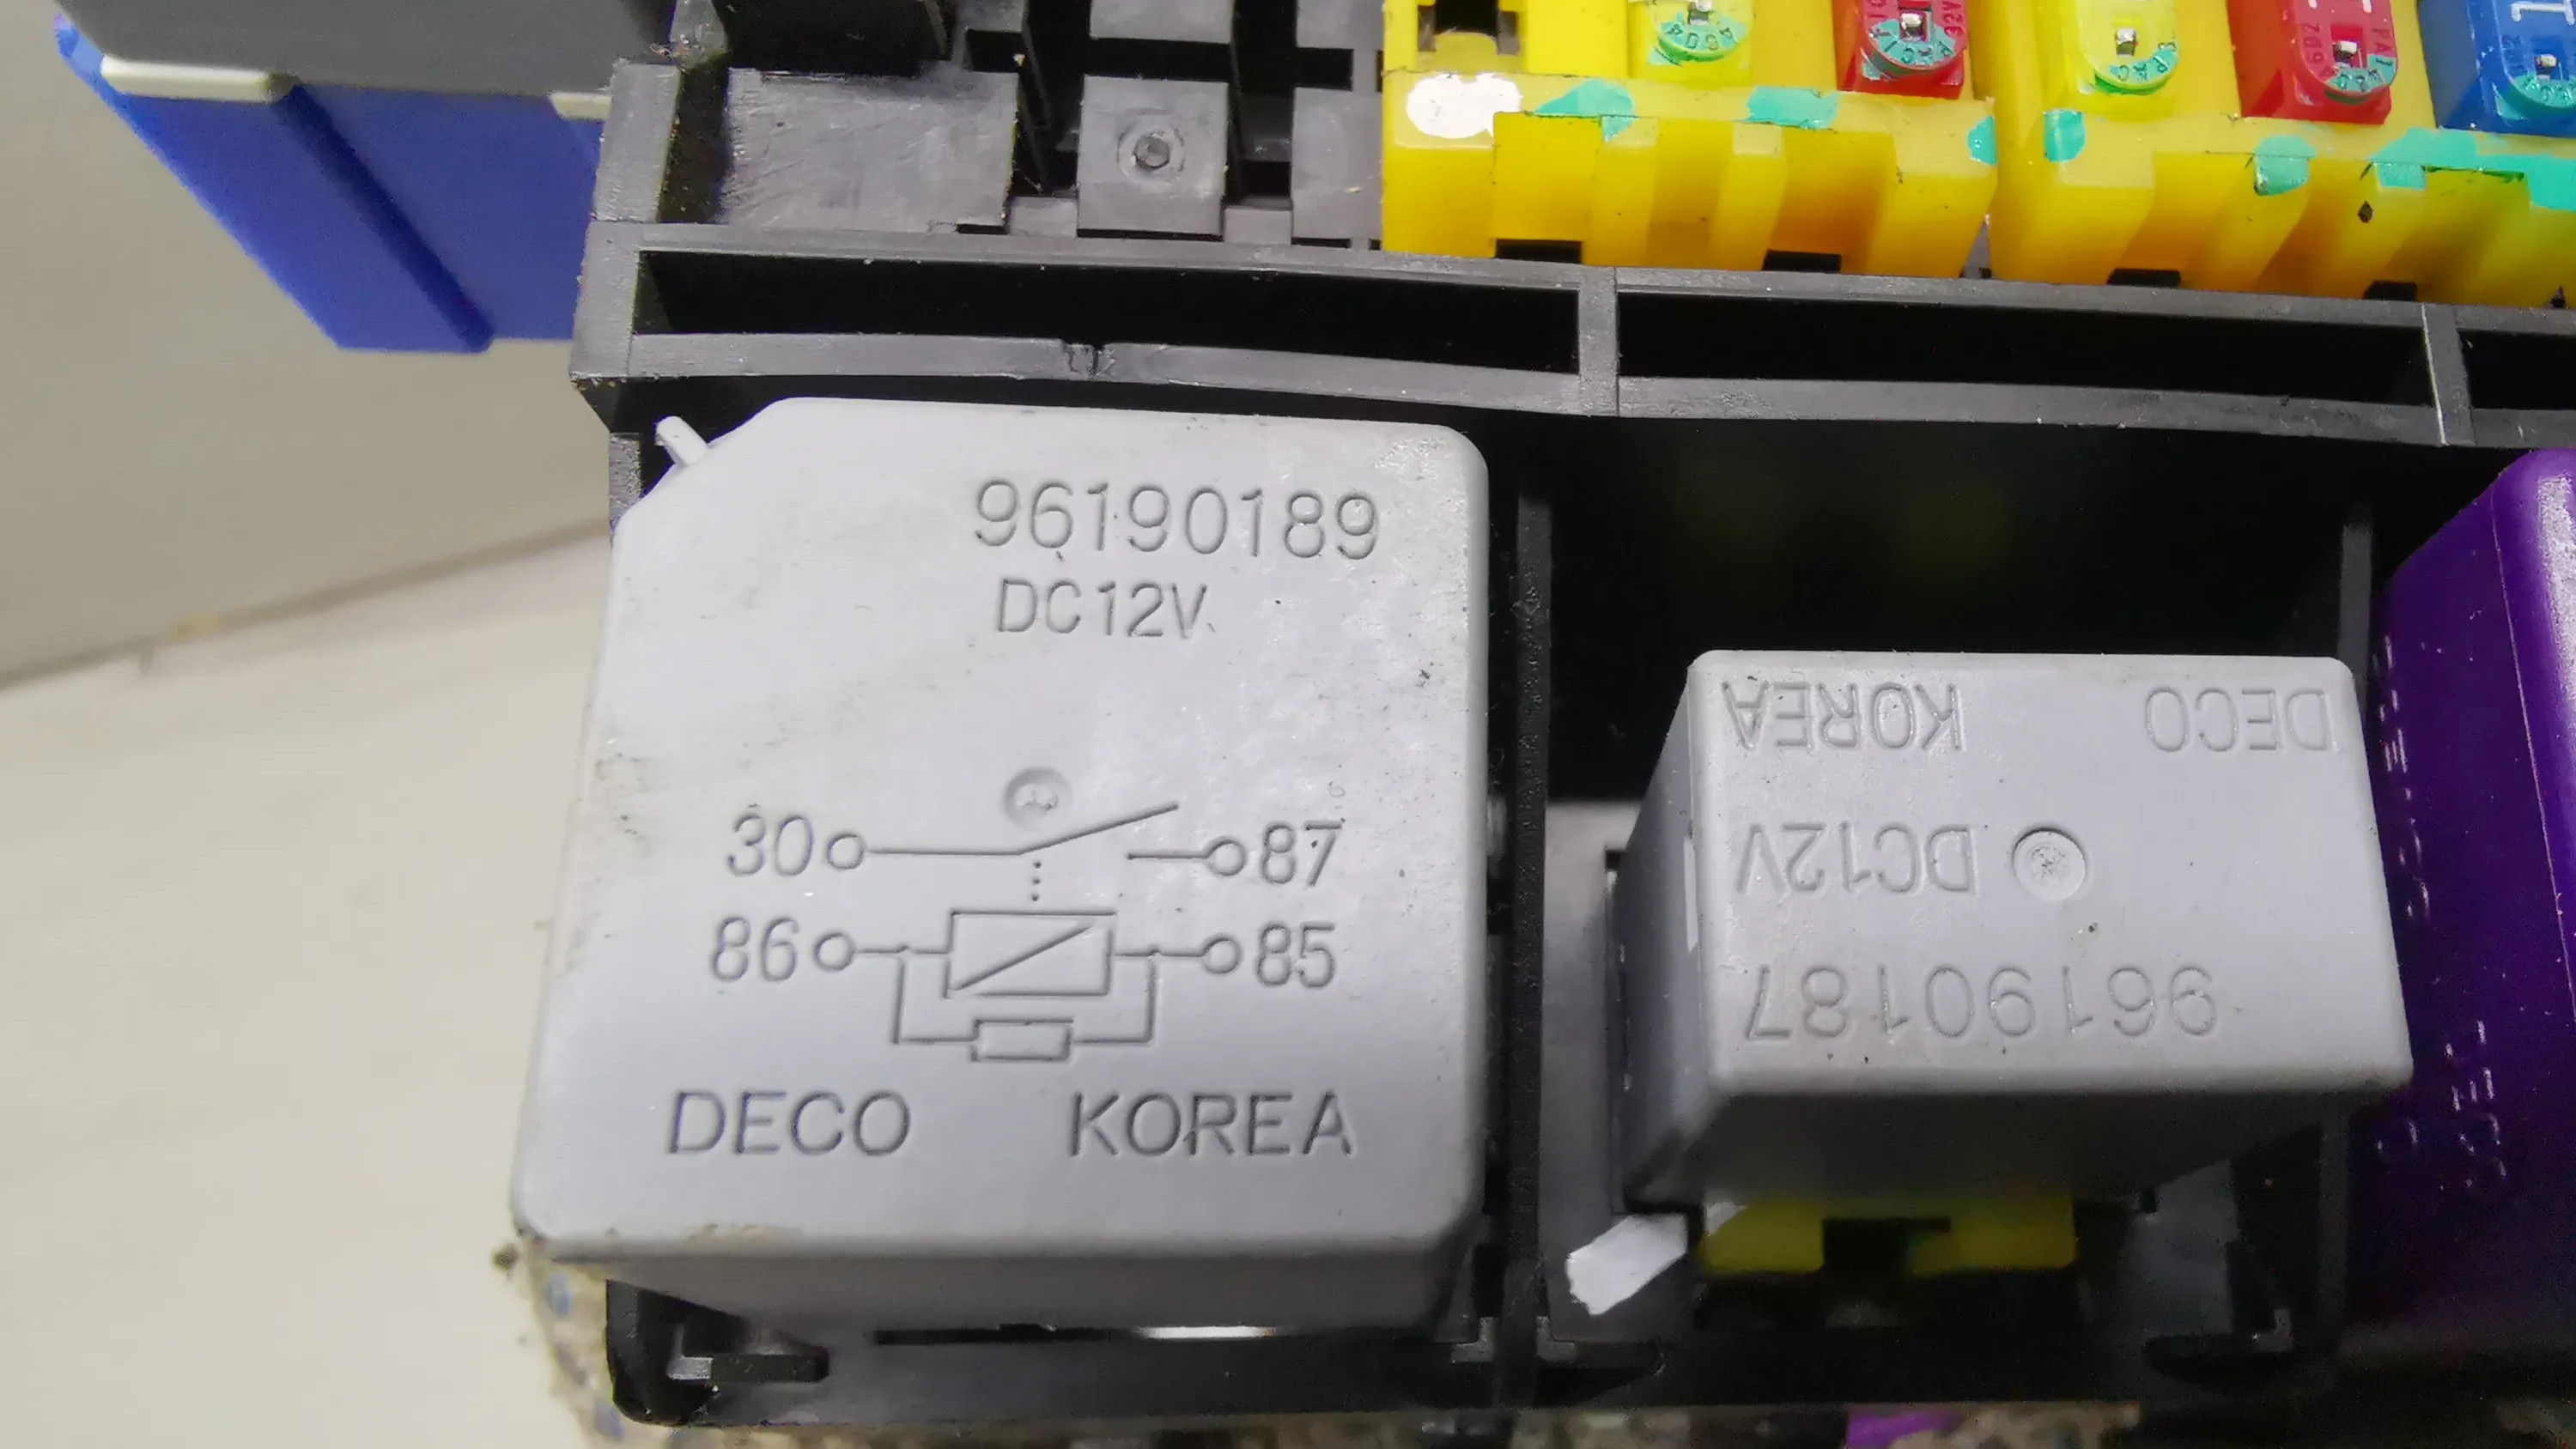 96190189
DC12V
30 87
86 85
DECO KOREA
DECO KOREA
DC12V
96190187